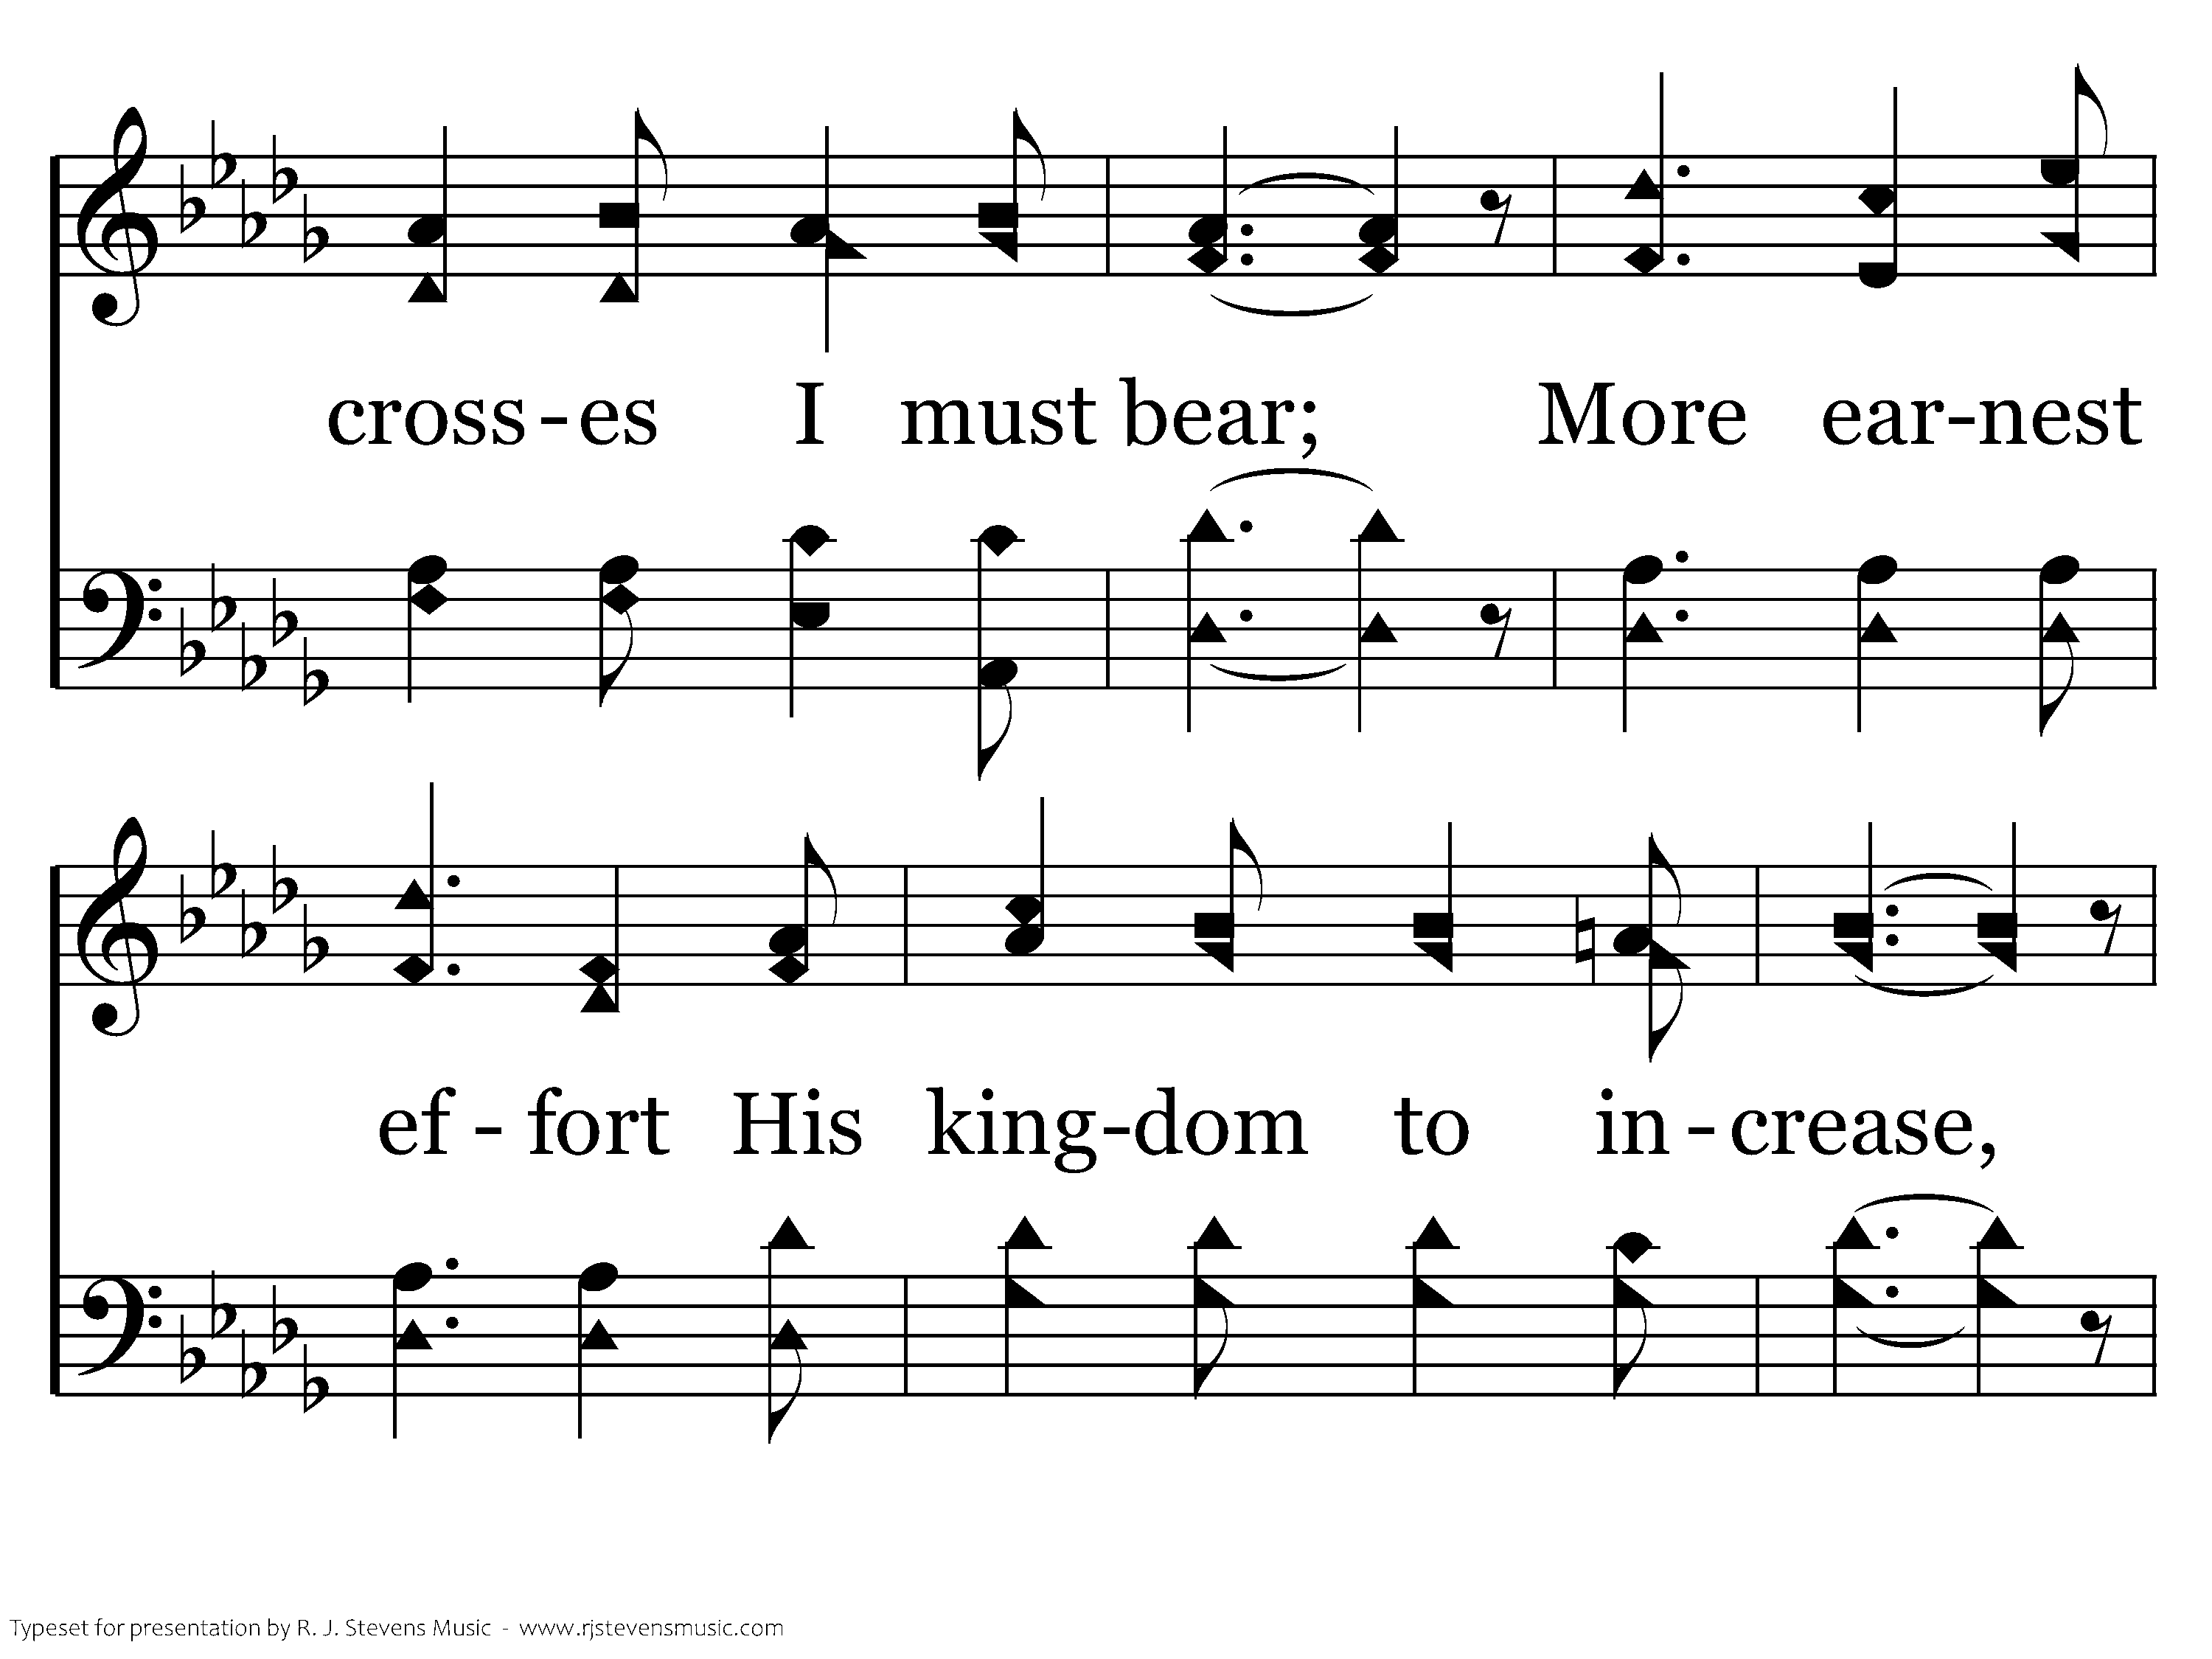 cross - es I must bear; More ear-nest
ef - fort His king-dom to in - crease,
Typeset for presentation by R. J. Stevens Music - www.rjstevensmusic.com